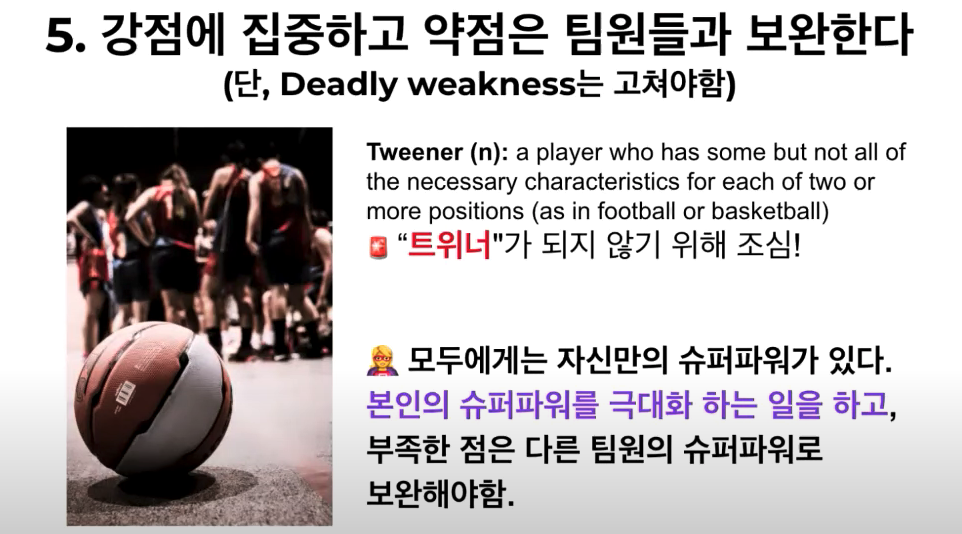 5. 강점에 집중하고 약점은 팀원들과 보완한다
(단, Deadly weakness는 고쳐야함)
Tweener (n): a player who has some but not all of
the necessary characteristics for each of two or
more positions (as in football or basketball)
🚨 “트위너"가 되지 않기 위해 조심!
🦸 모두에게는 자신만의 슈퍼파워가 있다.
본인의 슈퍼파워를 극대화 하는 일을 하고,
부족한 점은 다른 팀원의 슈퍼파워로
보완해야함.